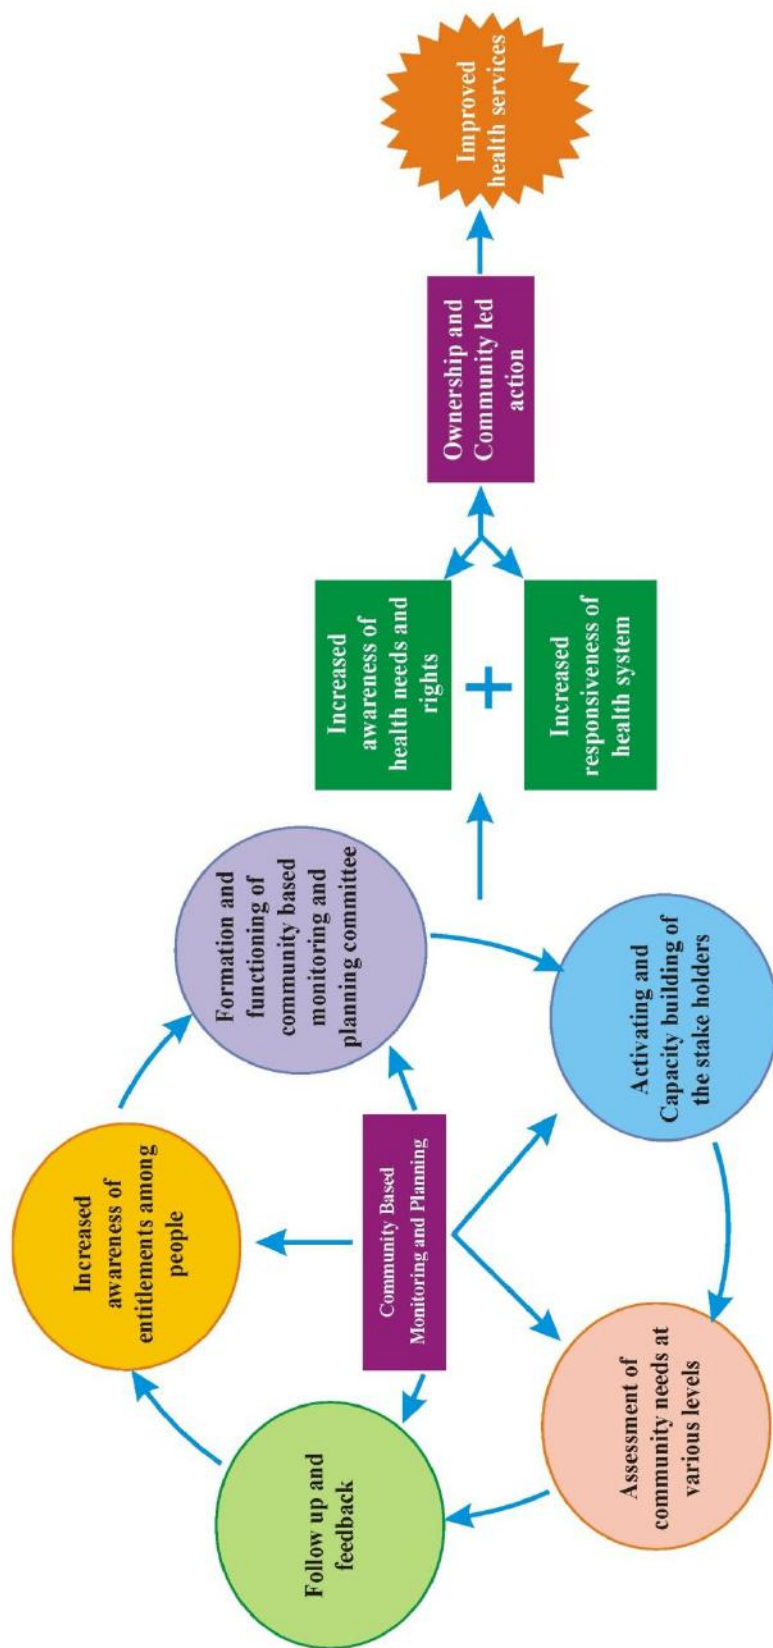 Increased
awareness of
entitlements among
people
Formation and
functioning of
community based
monitoring and
planning committee
Activating and
Capacity building of
the stake holders
Assessment of
community needs at
various levels
Follow up and
feedback
Community Based
Monitoring and Planning
Increased
awareness of
health needs and
rights
+
Increased
responsiveness of
health system
Ownership and
Community led
action
Improved
health services